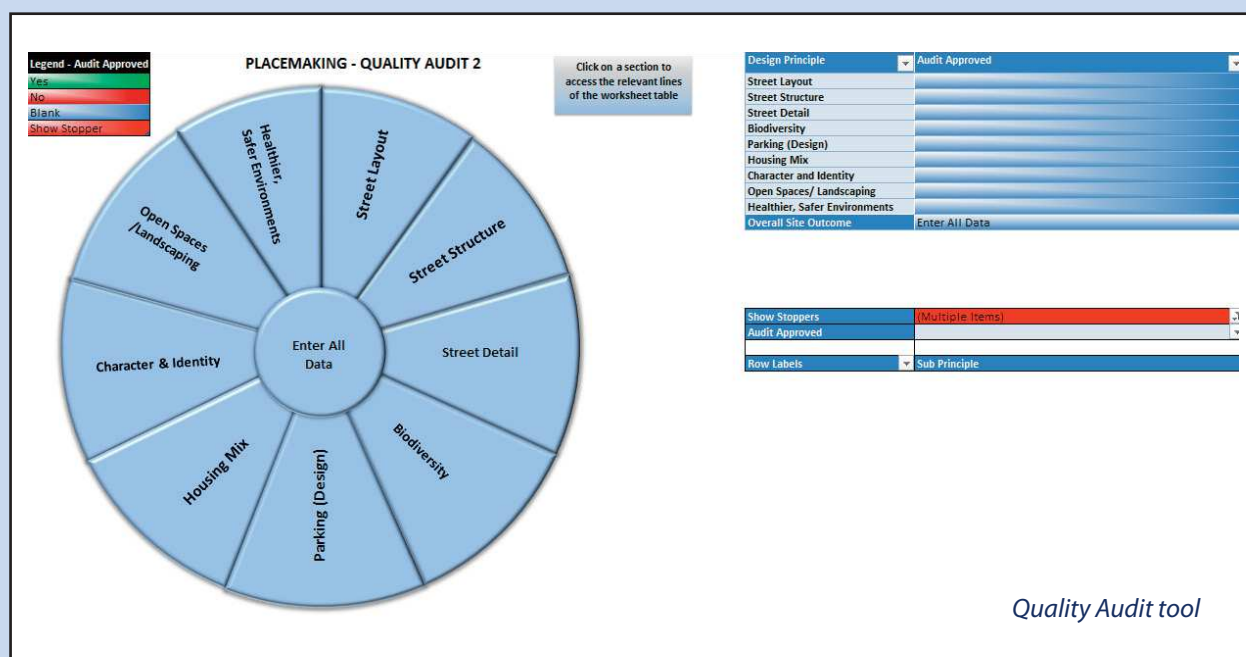 Legend - Audit Approved
Yes
No
Blank
Show Stopper
PLACEMAKING - QUALITY AUDIT 2
Click on a section to
access the relevant lines
of the worksheet table
Healthier,
Safer Environments
Street Layout
Street Structure
Street Detail
Biodiversity
Parking (Design)
Housing Mix
Character & Identity
Open Spaces
/Landscaping
Enter All
Data
Design Principle Audit Approved
Street Layout
Street Structure
Street Detail
Biodiversity
Parking (Design)
Housing Mix
Character and Identity
Open Spaces/ Landscaping
Healthier, Safer Environments
Overall Site Outcome Enter All Data
Show Stoppers (Multiple Items)
Audit Approved
Row Labels Sub Principle
Quality Audit tool